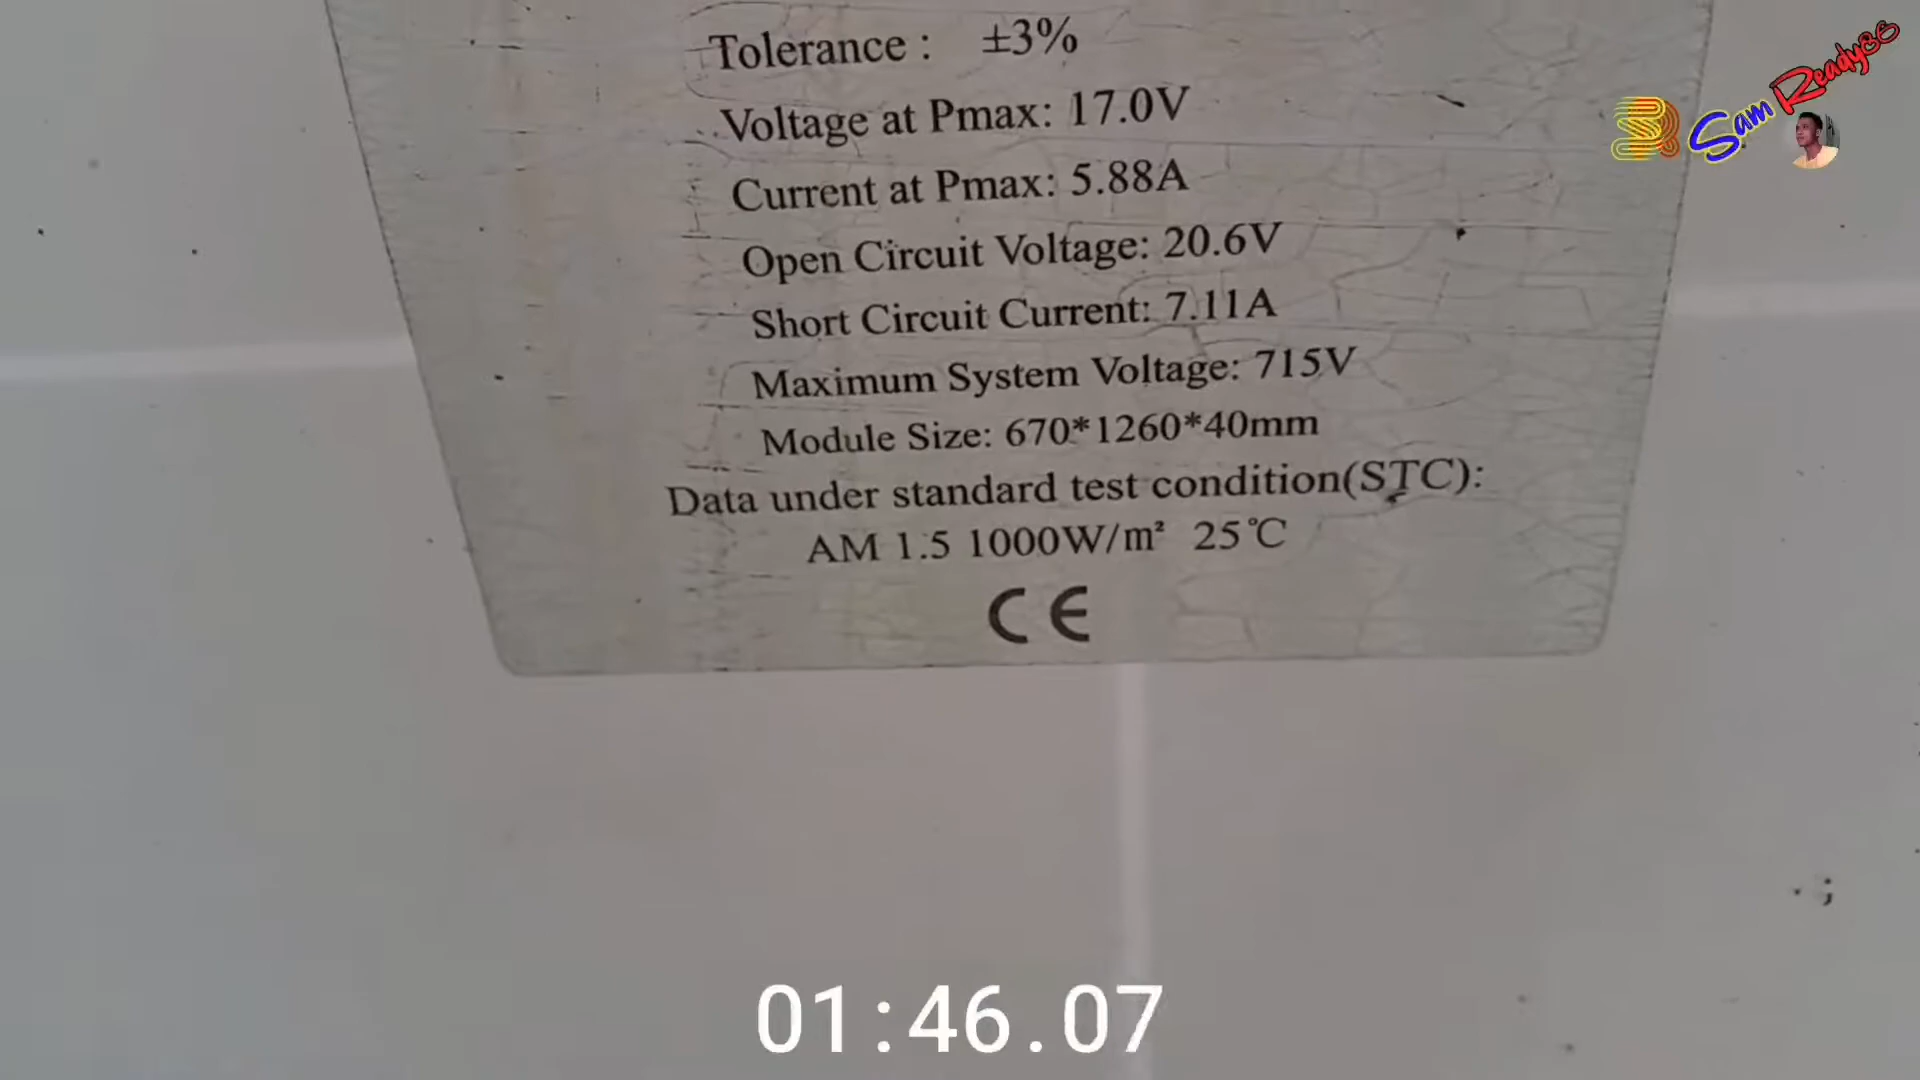 Tolerance : ±3%
Voltage at Pmax: 17.0V
Current at Pmax: 5.88A
Open Circuit Voltage: 20.6V
Short Circuit Current: 7.11A
Maximum System Voltage: 715V
Module Size: 670*1260*40mm
Data under standard test condition(STC):
AM 1.5 1000W/m² 25℃
CE
Sam Ready86
01:46.07